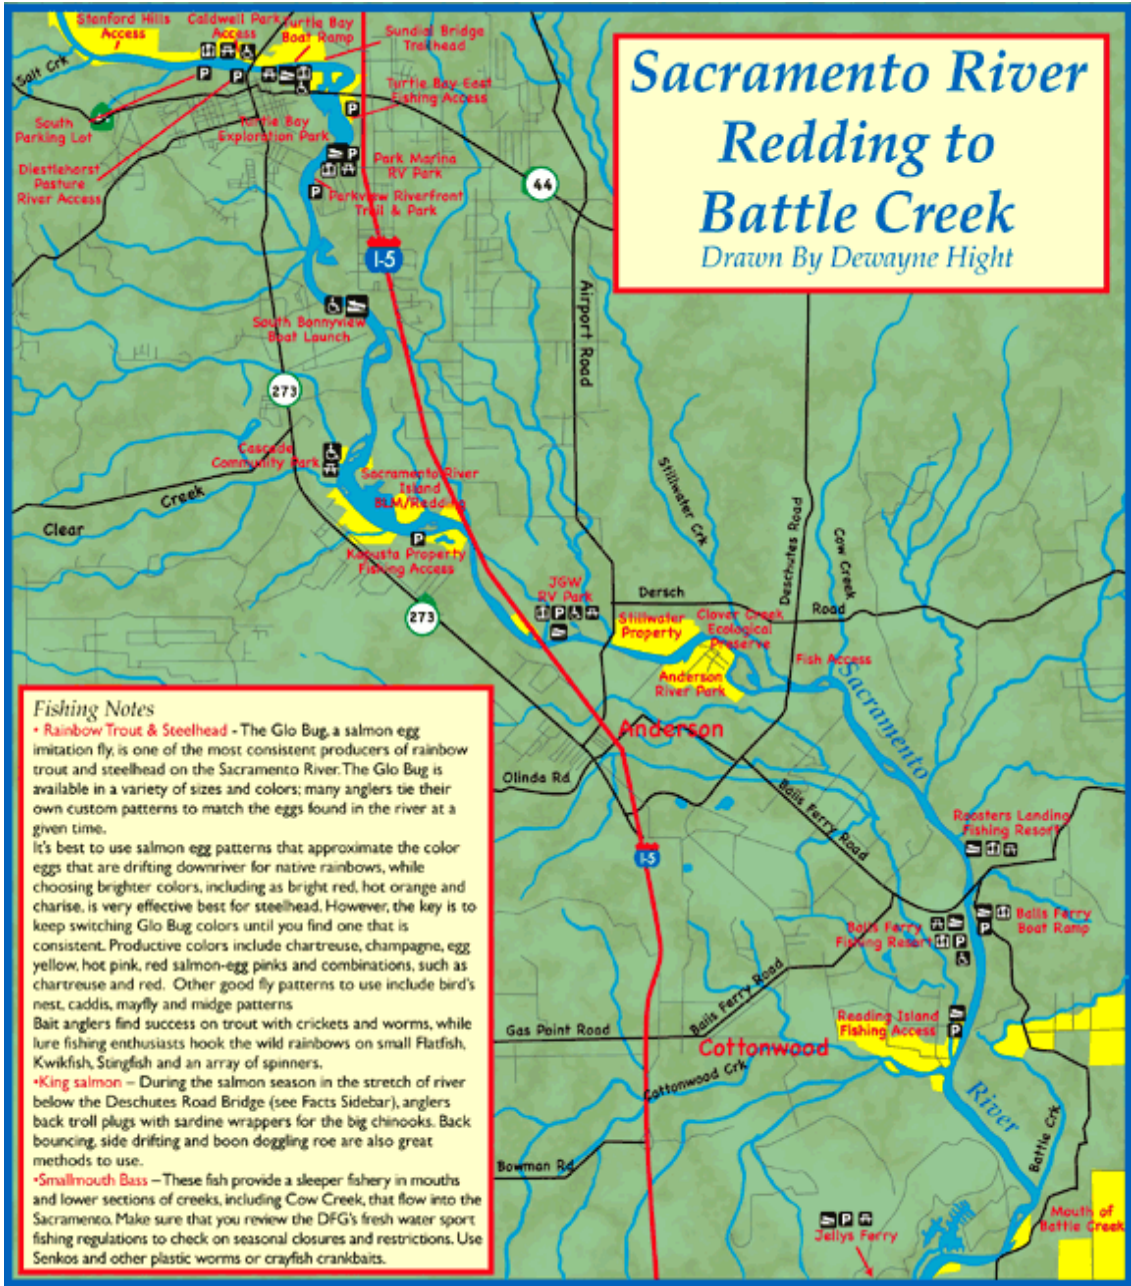 Sacramento River
Redding to
Battle Creek
Drawn By Dewayne Hight
Stanford Hills
Access
Caldwell Park
Access
Turtle Bay
Boat Ramp
Sundial Bridge
Trailhead
Salt Crk
P
P
Turtle Bay East
Fishing Access
P
South
Parking Lot
Turtle Bay
Exploration Park
Diestlehorst
Pasture
River Access
P
Park Marina
RV Park
44
P
Parkview Riverfront
Trail & Park
I-5
Airport Road
South Bonnyview
Boat Launch
273
Cascade
Community Park
Sacramento River
Island
BLM/Redding
Stillwater Crk
Clear
Creek
Deschutes Road
Cow Creek
P
Kapusta Property
Fishing Access
JGW
RV Park
P
273
Dersch
Road
Stillwater
Property
Clover Creek
Ecological
Preserve
Fish Access
Anderson
River Park
Sacramento
River
Anderson
Olinda Rd
Balls Ferry Road
Roosters Landing
Fishing Resort
I-5
Balls Ferry
Fishing Resort
P
P
Balls Ferry
Boat Ramp
Balls Ferry Road
Reading Island
Fishing Access
P
Gas Point Road
Cottonwood
Cottonwood Crk
Battle Crk
Bowman Rd
Mouth of
Battle Creek
P
Jellys Ferry
Fishing Notes
• Rainbow Trout & Steelhead - The Glo Bug, a salmon egg
imitation fly, is one of the most consistent producers of rainbow
trout and steelhead on the Sacramento River. The Glo Bug is
available in a variety of sizes and colors; many anglers tie their
own custom patterns to match the eggs found in the river at a
given time.
It's best to use salmon egg patterns that approximate the color
eggs that are drifting downriver for native rainbows, while
choosing brighter colors, including as bright red, hot orange and
charise, is very effective best for steelhead. However, the key is to
keep switching Glo Bug colors until you find one that is
consistent. Productive colors include chartreuse, champagne, egg
yellow, hot pink, red salmon-egg pinks and combinations, such as
chartreuse and red. Other good fly patterns to use include bird's
nest, caddis, mayfly and midge patterns
Bait anglers find success on trout with crickets and worms, while
lure fishing enthusiasts hook the wild rainbows on small Flatfish,
Kwikfish, Stingfish and an array of spinners.
•King salmon – During the salmon season in the stretch of river
below the Deschutes Road Bridge (see Facts Sidebar), anglers
back troll plugs with sardine wrappers for the big chinooks. Back
bouncing, side drifting and boon doggling roe are also great
methods to use.
•Smallmouth Bass – These fish provide a sleeper fishery in mouths
and lower sections of creeks, including Cow Creek, that flow into the
Sacramento. Make sure that you review the DFG's fresh water sport
fishing regulations to check on seasonal closures and restrictions. Use
Senkos and other plastic worms or crayfish crankbaits.